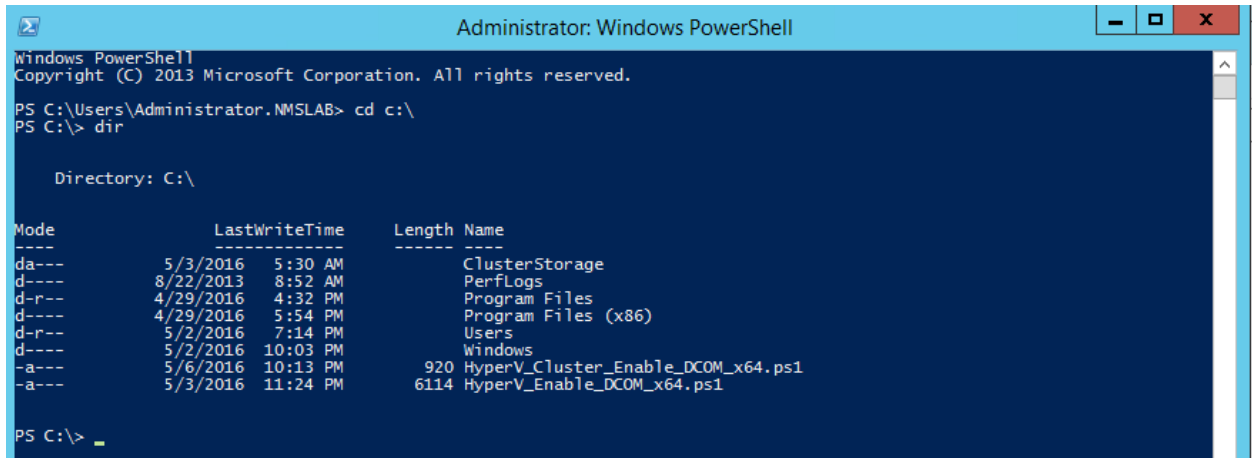 Administrator: Windows PowerShell
Windows PowerShell
Copyright (C) 2013 Microsoft Corporation. All rights reserved.
PS C:\Users\Administrator.NMSLAB> cd c:\
PS C:\> dir
Directory: C:\
Mode LastWriteTime Length Name
---- ------------- ------ ----
da--- 5/3/2016 5:30 AM ClusterStorage
d---- 8/22/2013 8:52 AM PerfLogs
d-r-- 4/29/2016 4:32 PM Program Files
d---- 4/29/2016 5:54 PM Program Files (x86)
d-r-- 5/2/2016 7:14 PM Users
d---- 5/2/2016 10:03 PM Windows
-a--- 5/6/2016 10:13 PM 920 HyperV_Cluster_Enable_DCOM_x64.ps1
-a--- 5/3/2016 11:24 PM 6114 HyperV_Enable_DCOM_x64.ps1
PS C:\> _